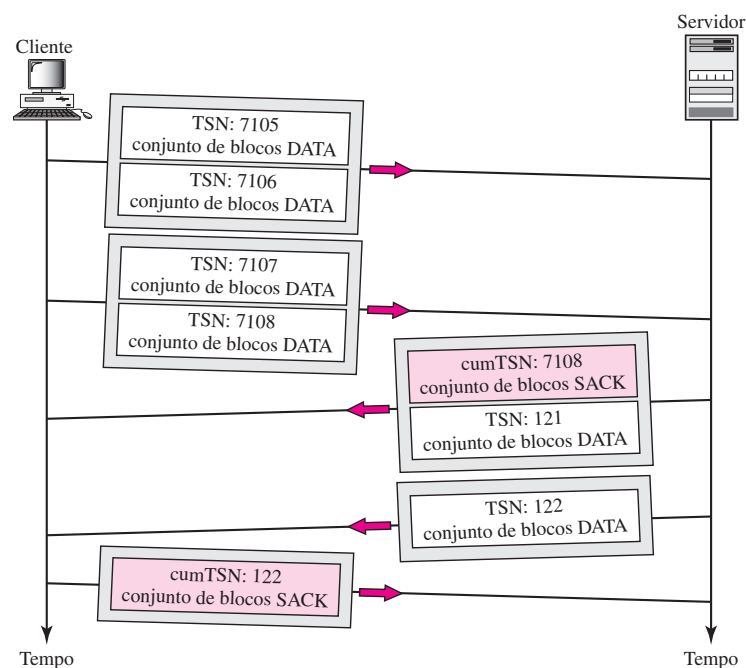 Servidor
Cliente
TSN: 7105
conjunto de blocos DATA
TSN: 7106
conjunto de blocos DATA
TSN: 7107
conjunto de blocos DATA
TSN: 7108
conjunto de blocos DATA
cumTSN: 7108
conjunto de blocos SACK
TSN: 121
conjunto de blocos DATA
TSN: 122
conjunto de blocos DATA
cumTSN: 122
conjunto de blocos SACK
Tempo
Tempo